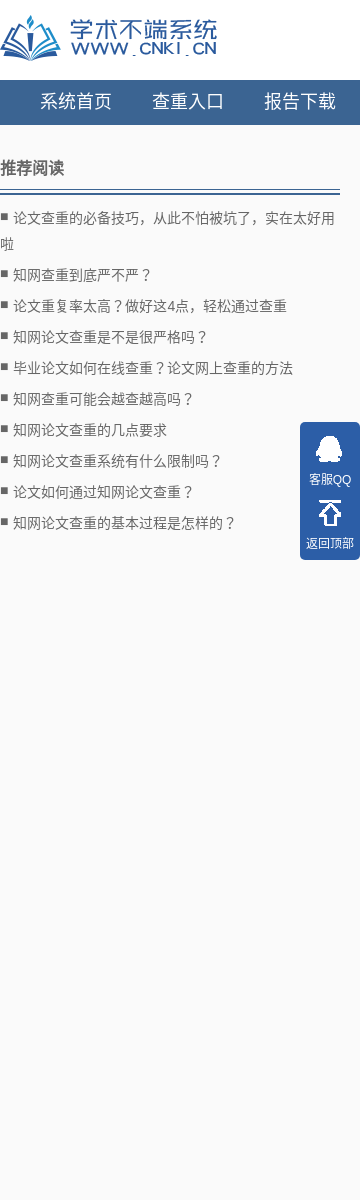 学术不端系统
WWW.CNKI.CN
系统首页 查重入口 报告下载
推荐阅读
■ 论文查重的必备技巧，从此不怕被坑了，实在太好用
啦
■ 知网查重到底严不严？
■ 论文重复率太高？做好这4点，轻松通过查重
■ 知网论文查重是不是很严格吗？
■ 毕业论文如何在线查重？论文网上查重的方法
■ 知网查重可能会越查越高吗？
■ 知网论文查重的几点要求
■ 知网论文查重系统有什么限制吗？
■ 论文如何通过知网论文查重？
■ 知网论文查重的基本过程是怎样的？
客服QQ
返回顶部